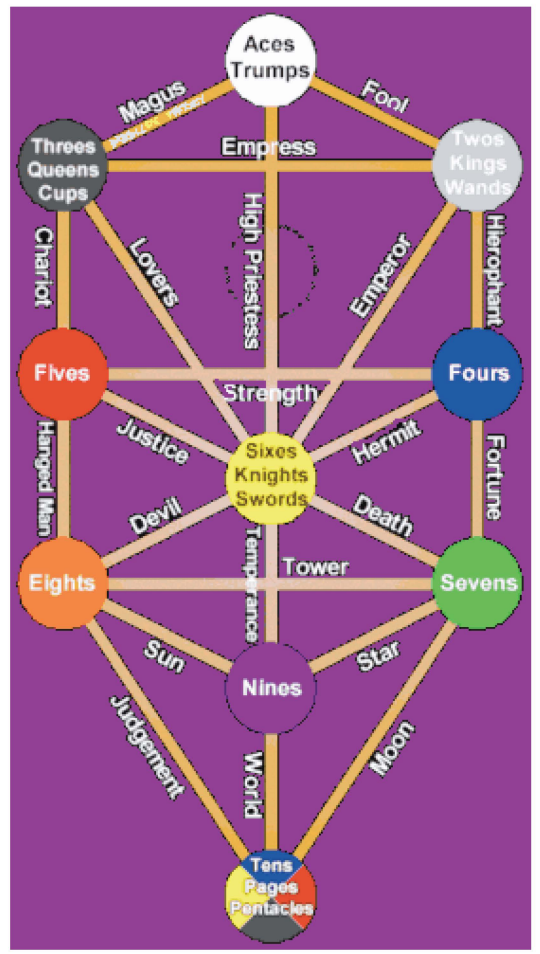 Aces
Trumps
Magus
Fool
Threes
Queens
Cups
Empress
Twos
Kings
Wands
Chariot
Lovers
High Priestess
Emperor
Hierophant
Fives
Fours
Strength
Hanged Man
Justice
Sixes
Knights
Swords
Hermit
Fortune
Devil
Death
Eights
Temperance
Tower
Sevens
Sun
Nines
Star
Judgement
World
Moon
Tens
Pages
Pentacles